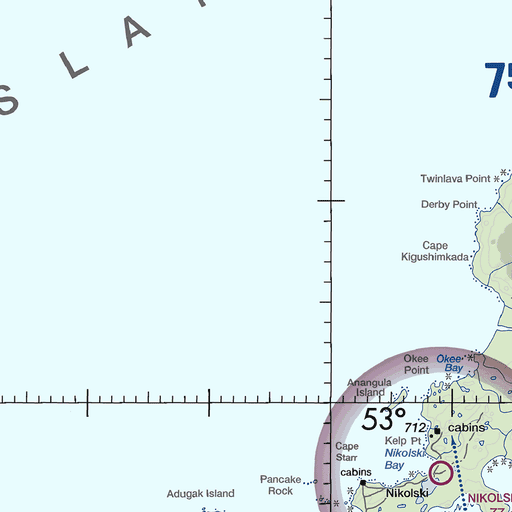 S L A
75
Twinlava Point
Derby Point
Cape
Kigushimkada
Okee
Point
Okee
Bay
Anangula
Island
53°
712
cabins
Kelp Pt
Nikolski
Bay
Cape
Starr
cabins
Pancake
Rock
Nikolski
Adugak Island
77